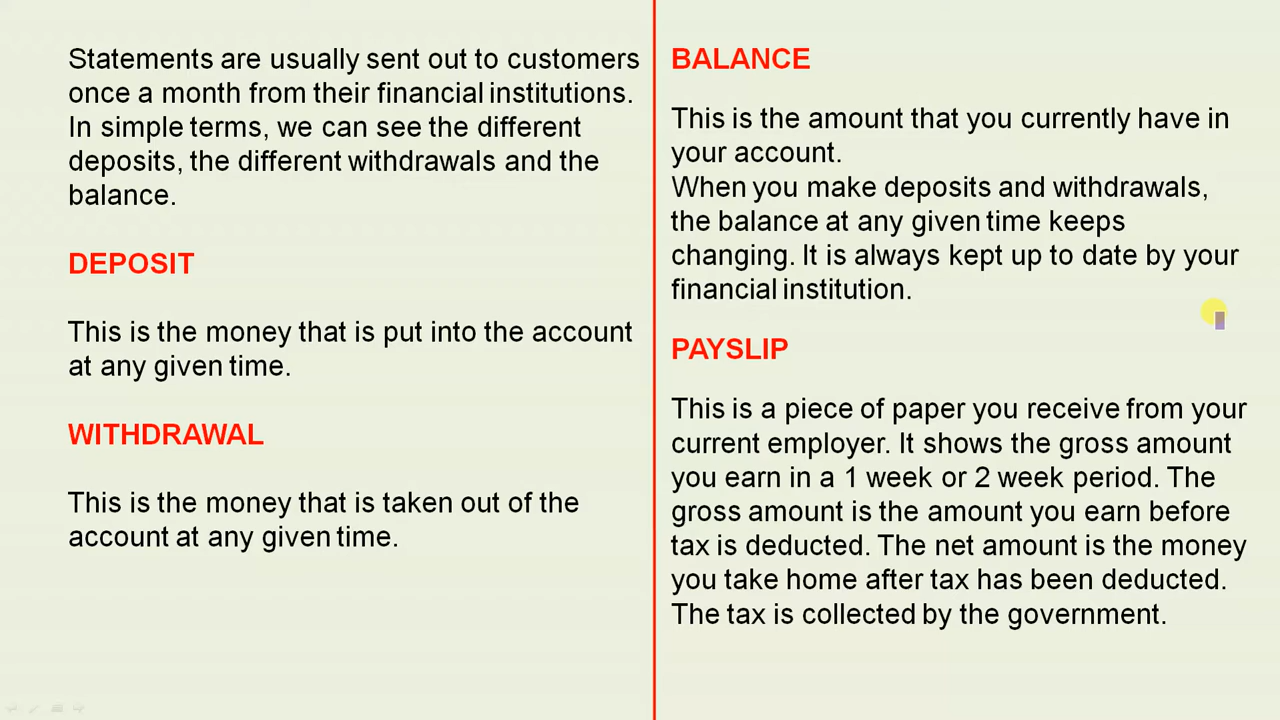 Statements are usually sent out to customers
once a month from their financial institutions.
In simple terms, we can see the different
deposits, the different withdrawals and the
balance.
DEPOSIT
This is the money that is put into the account
at any given time.
WITHDRAWAL
This is the money that is taken out of the
account at any given time.
BALANCE
This is the amount that you currently have in
your account.
When you make deposits and withdrawals,
the balance at any given time keeps
changing. It is always kept up to date by your
financial institution.
PAYSLIP
This is a piece of paper you receive from your
current employer. It shows the gross amount
you earn in a 1 week or 2 week period. The
gross amount is the amount you earn before
tax is deducted. The net amount is the money
you take home after tax has been deducted.
The tax is collected by the government.